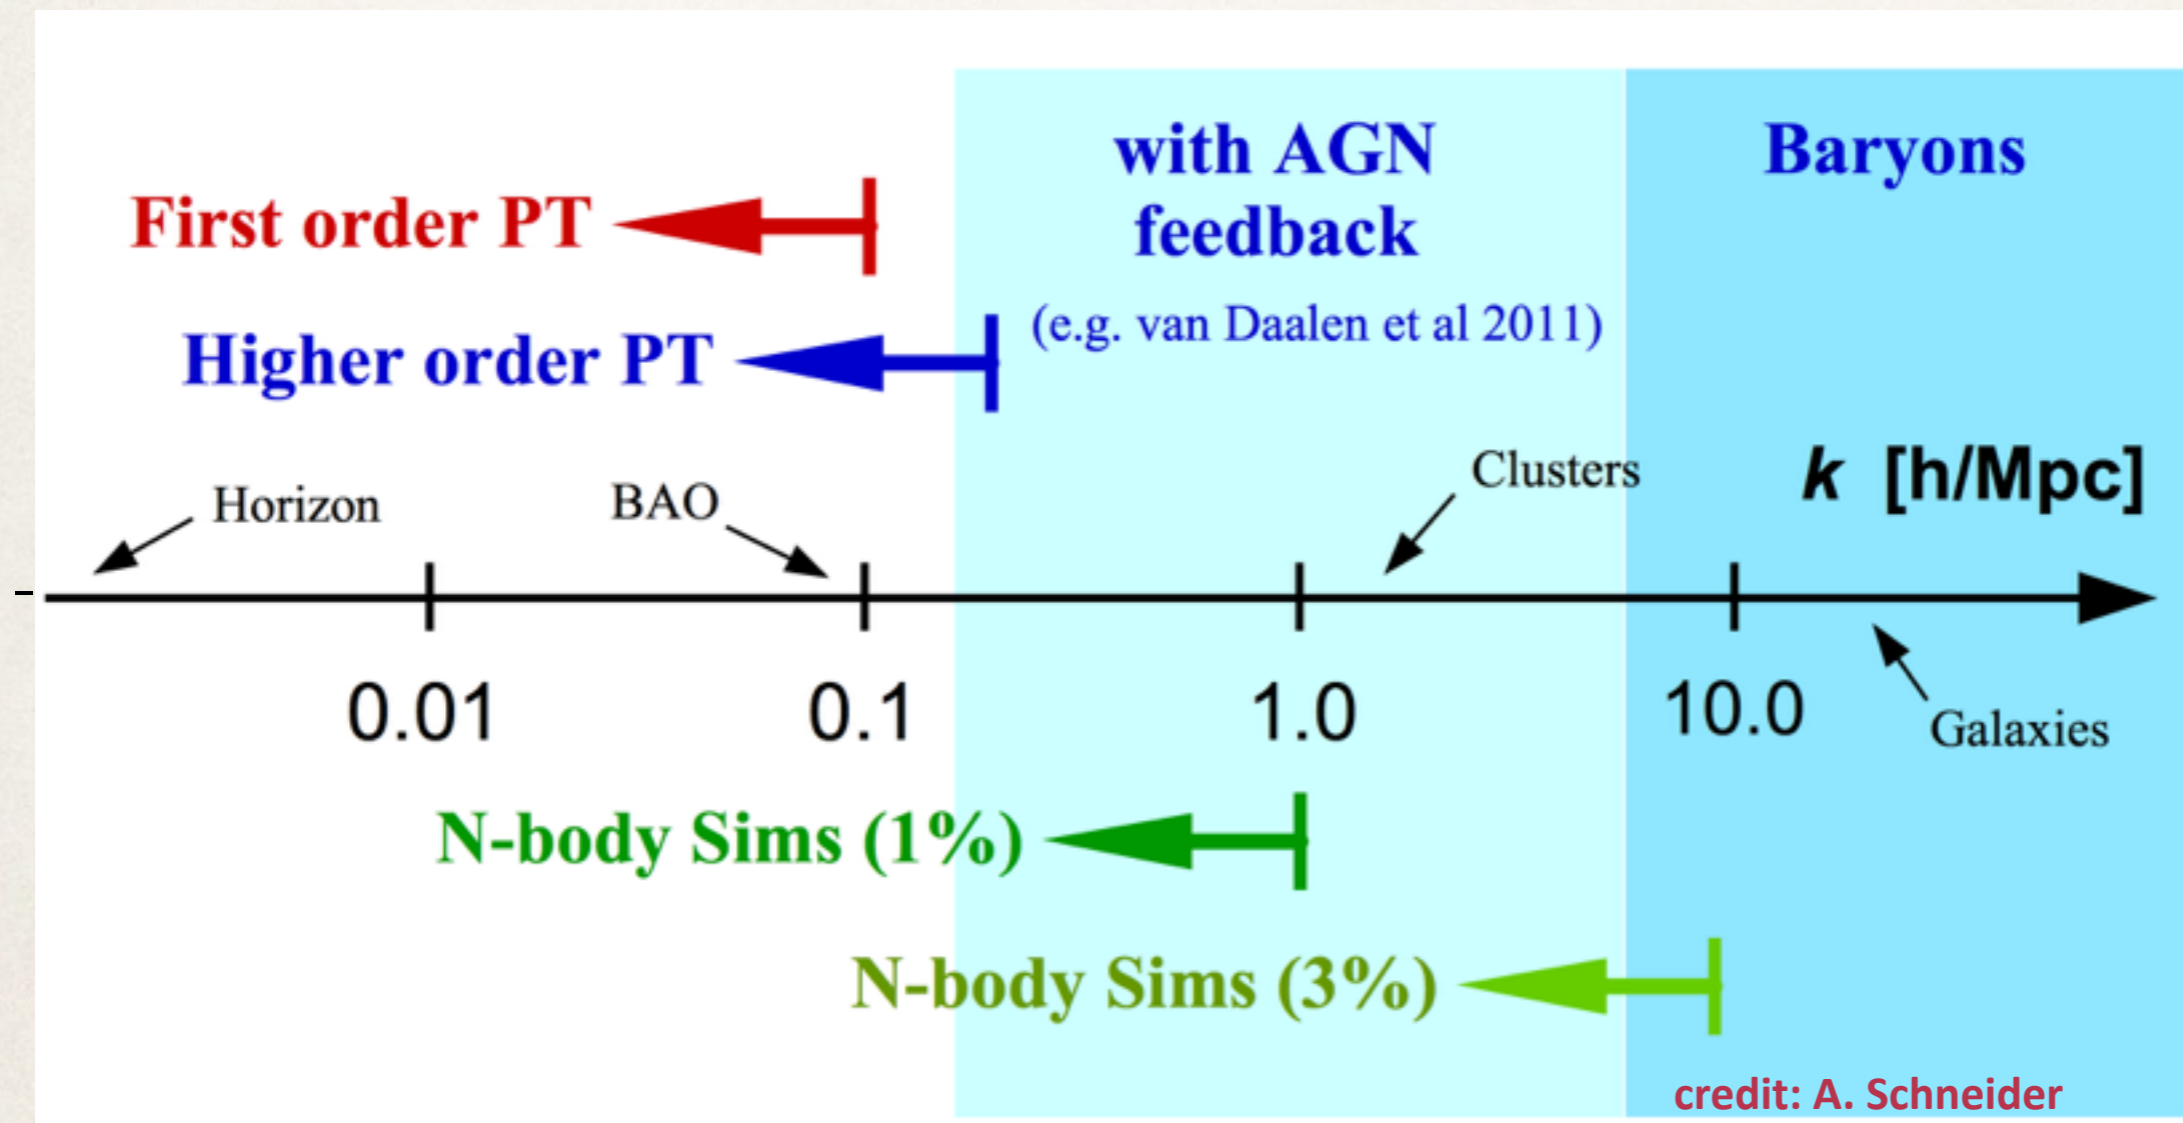 with AGN
feedback
(e.g. van Daalen et al 2011)
Baryons
First order PT
Higher order PT
Horizon
BAO
Clusters
k [h/Mpc]
0.01
0.1
1.0
10.0
Galaxies
N-body Sims (1%)
N-body Sims (3%)
credit: A. Schneider